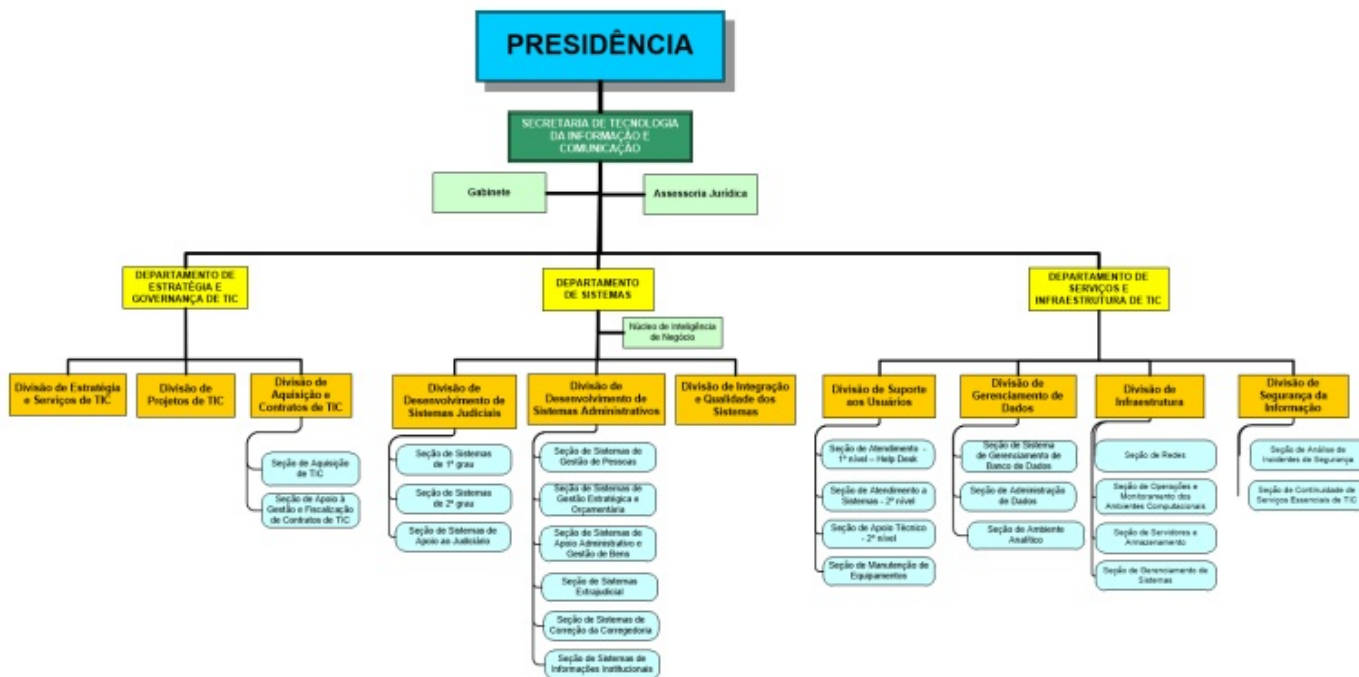 PRESIDÊNCIA
SECRETARIA DE TECNOLOGIA
DA INFORMAÇÃO E
COMUNICAÇÃO
Gabinete
Assessoria Jurídica
DEPARTAMENTO DE
ESTRATÉGIA E
GOVERNANÇA DE TIC
DEPARTAMENTO
DE SISTEMAS
DEPARTAMENTO DE
SERVIÇOS E
INFRAESTRUTURA DE TIC
Núcleo de Inteligência
de Negócio
Divisão de Estratégia
e Serviços de TIC
Divisão de
Projetos de TIC
Divisão de
Aquisição e
Contratos de TIC
Seção de Aquisição
de TIC
Seção de Apoio à
Gestão e Fiscalização
de Contratos de TIC
Divisão de
Desenvolvimento de
Sistemas Judiciais
Seção de Sistemas
de 1º grau
Seção de Sistemas
de 2º grau
Seção de Sistemas de
Apoio ao Judiciário
Divisão de
Desenvolvimento de
Sistemas Administrativos
Seção de Sistemas de
Gestão de Pessoas
Seção de Sistemas de
Gestão Estratégica e
Orçamentária
Seção de Sistemas de
Apoio Administrativo e
Gestão de Bens
Seção de Sistemas
Extrajudicial
Seção de Sistemas de
Correção da Corregedoria
Seção de Sistemas de
Informações Institucionais
Divisão de Integração
e Qualidade dos
Sistemas
Divisão de Suporte
aos Usuários
Seção de Atendimento -
1º nível – Help Desk
Seção de Atendimento a
Sistemas - 2º nível
Seção de Apoio Técnico
- 2º nível
Seção de Manutenção de
Equipamentos
Divisão de
Gerenciamento de
Dados
Seção de Sistema
de Gerenciamento de
Banco de Dados
Seção de Administração
de Dados
Seção de Ambiente
Analítico
Divisão de
Infraestrutura
Seção de Redes
Seção de Operações e
Monitoramento dos
Ambientes Computacionais
Seção de Servidores e
Armazenamento
Seção de Gerenciamento de
Sistemas
Divisão de
Segurança da
Informação
Seção de Análise de
Incidentes de Segurança
Seção de Continuidade de
Serviços Essenciais de TIC